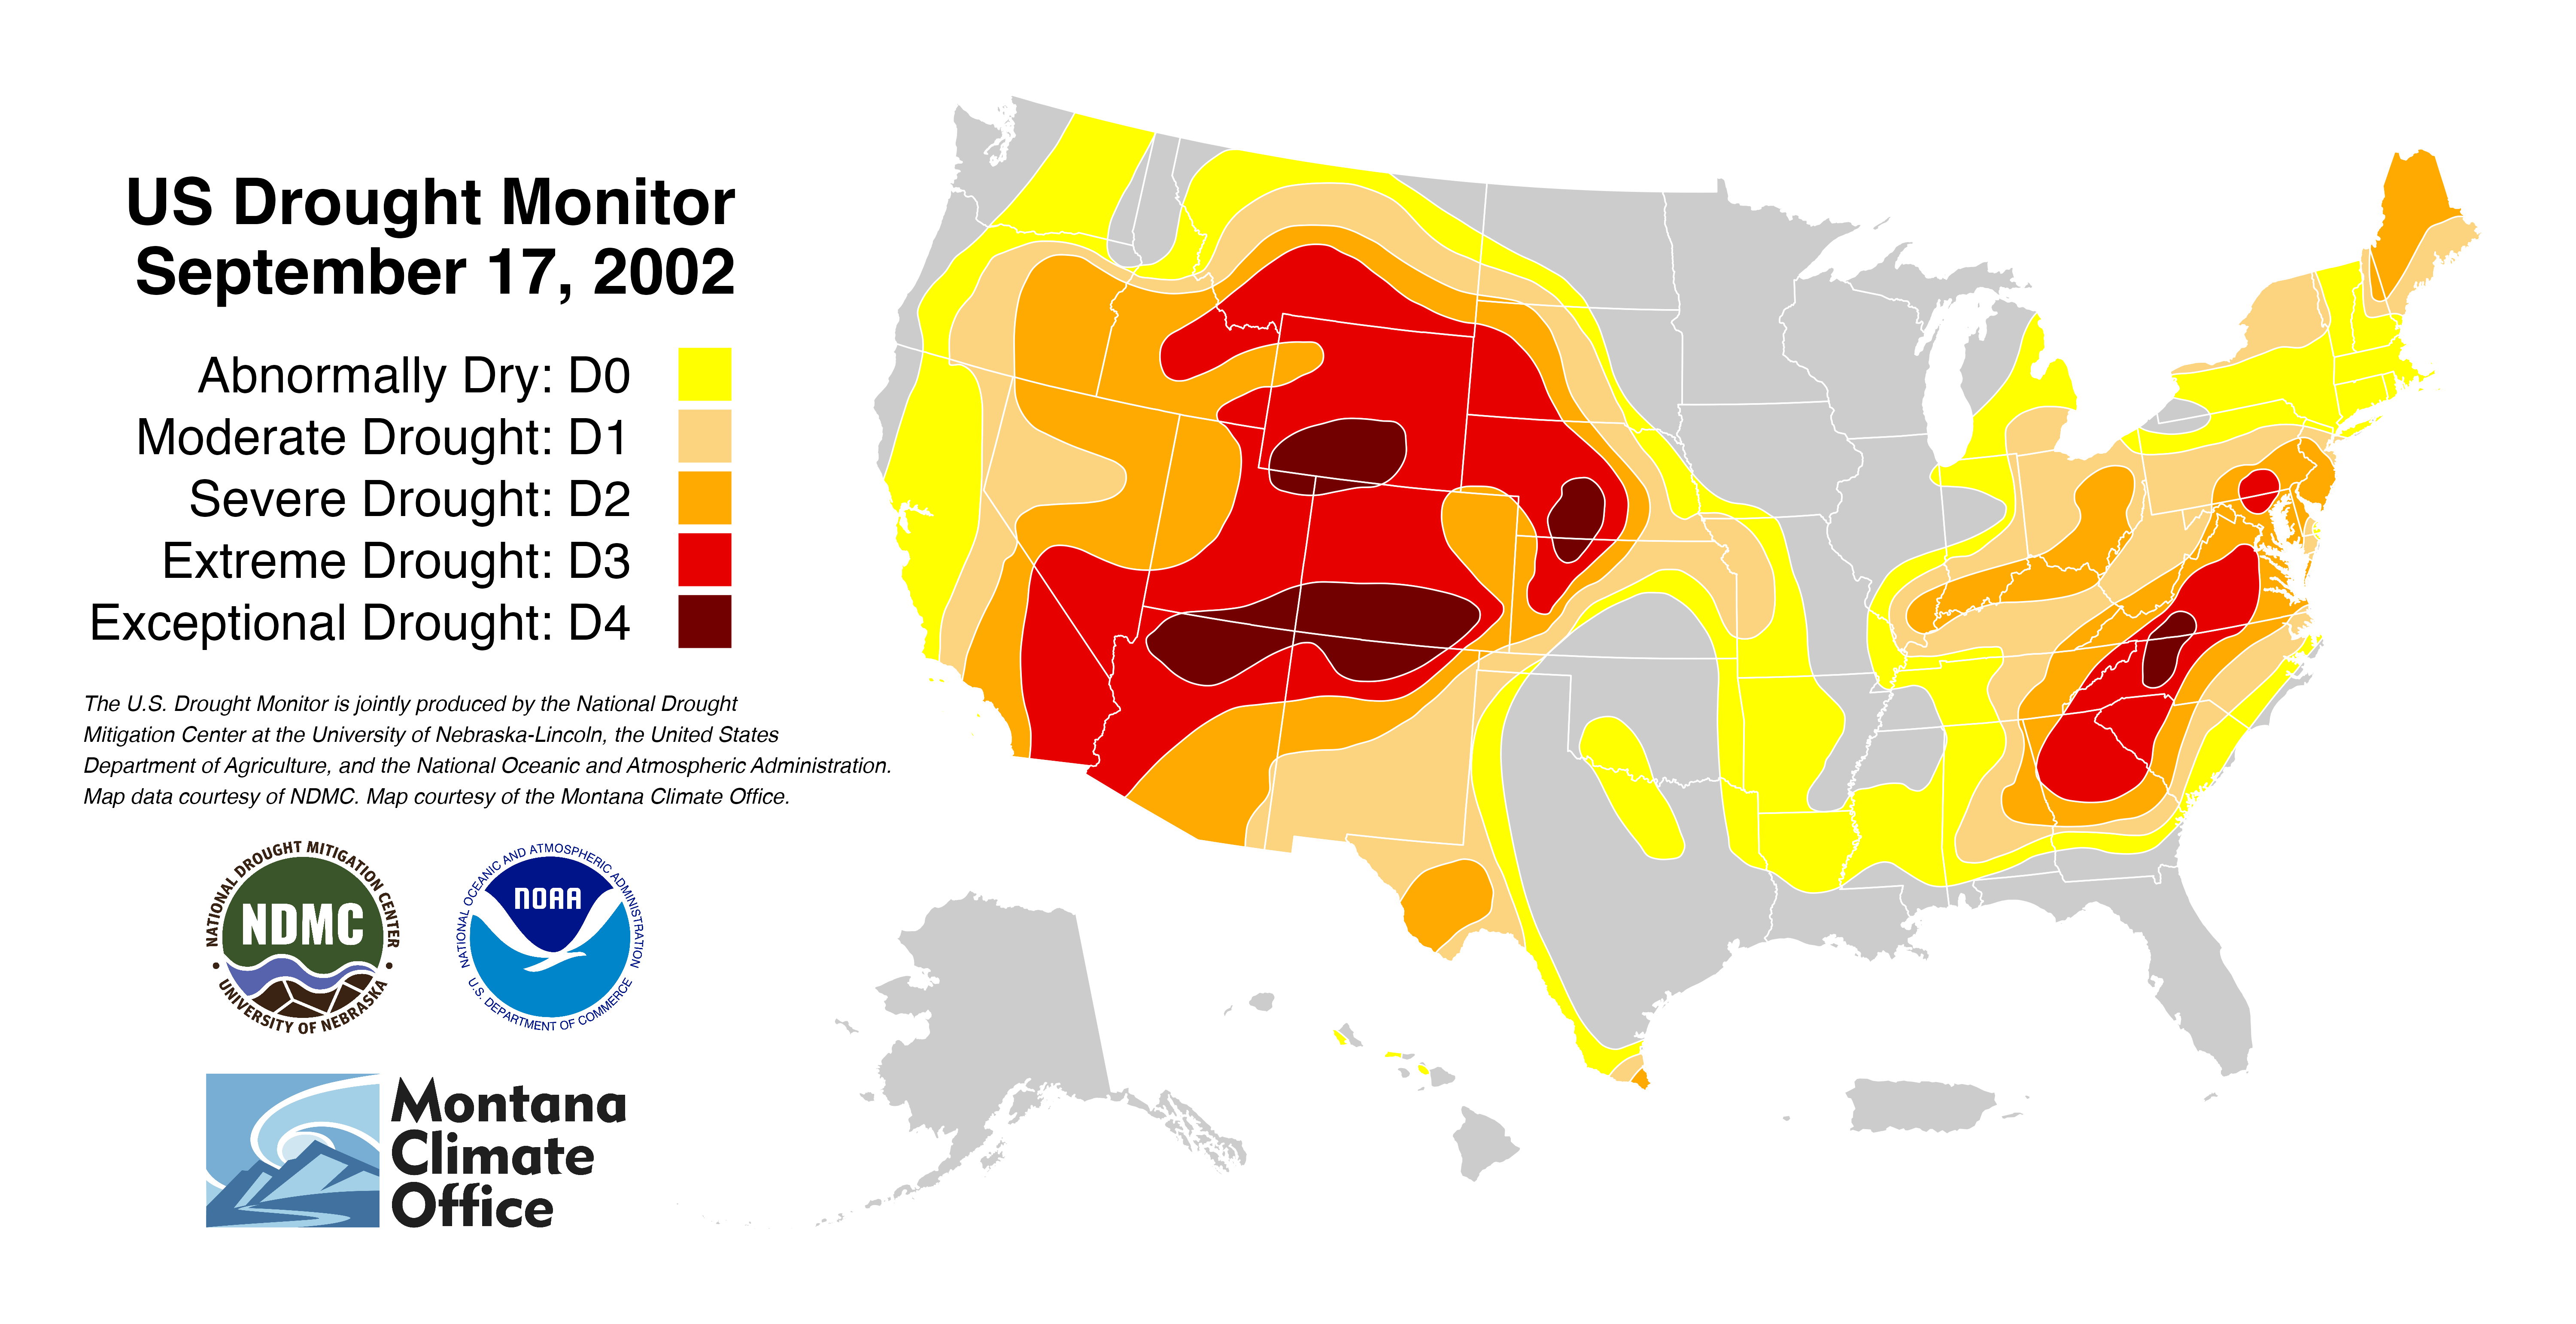 US Drought Monitor
September 17, 2002
Abnormally Dry: D0
Moderate Drought: D1
Severe Drought: D2
Extreme Drought: D3
Exceptional Drought: D4
The U.S. Drought Monitor is jointly produced by the National Drought
Mitigation Center at the University of Nebraska-Lincoln, the United States
Department of Agriculture, and the National Oceanic and Atmospheric Administration.
Map data courtesy of NDMC. Map courtesy of the Montana Climate Office.
NATIONAL DROUGHT MITIGATION CENTER
NDMC
• UNIVERSITY OF NEBRASKA •
NATIONAL OCEANIC AND ATMOSPHERIC ADMINISTRATION
NOAA
U.S. DEPARTMENT OF COMMERCE
Montana
Climate
Office